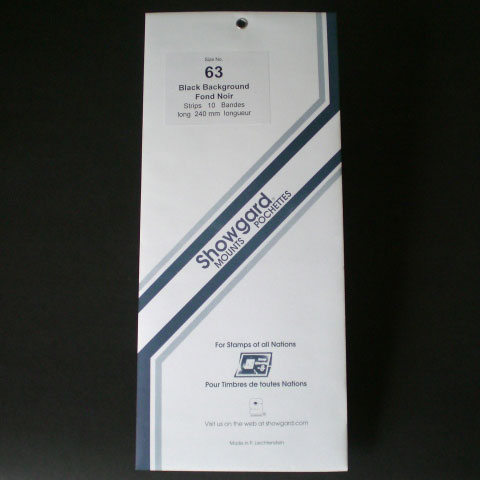 Size No.
63
Black Background
Fond Noir
Strips 10 Bandes
long 240 mm longueur
Showgard
MOUNTS POCHETTES
For Stamps of all Nations
Pour Timbres de toutes Nations
Visit us on the web at showgard.com
Made in P. Liechtenstein